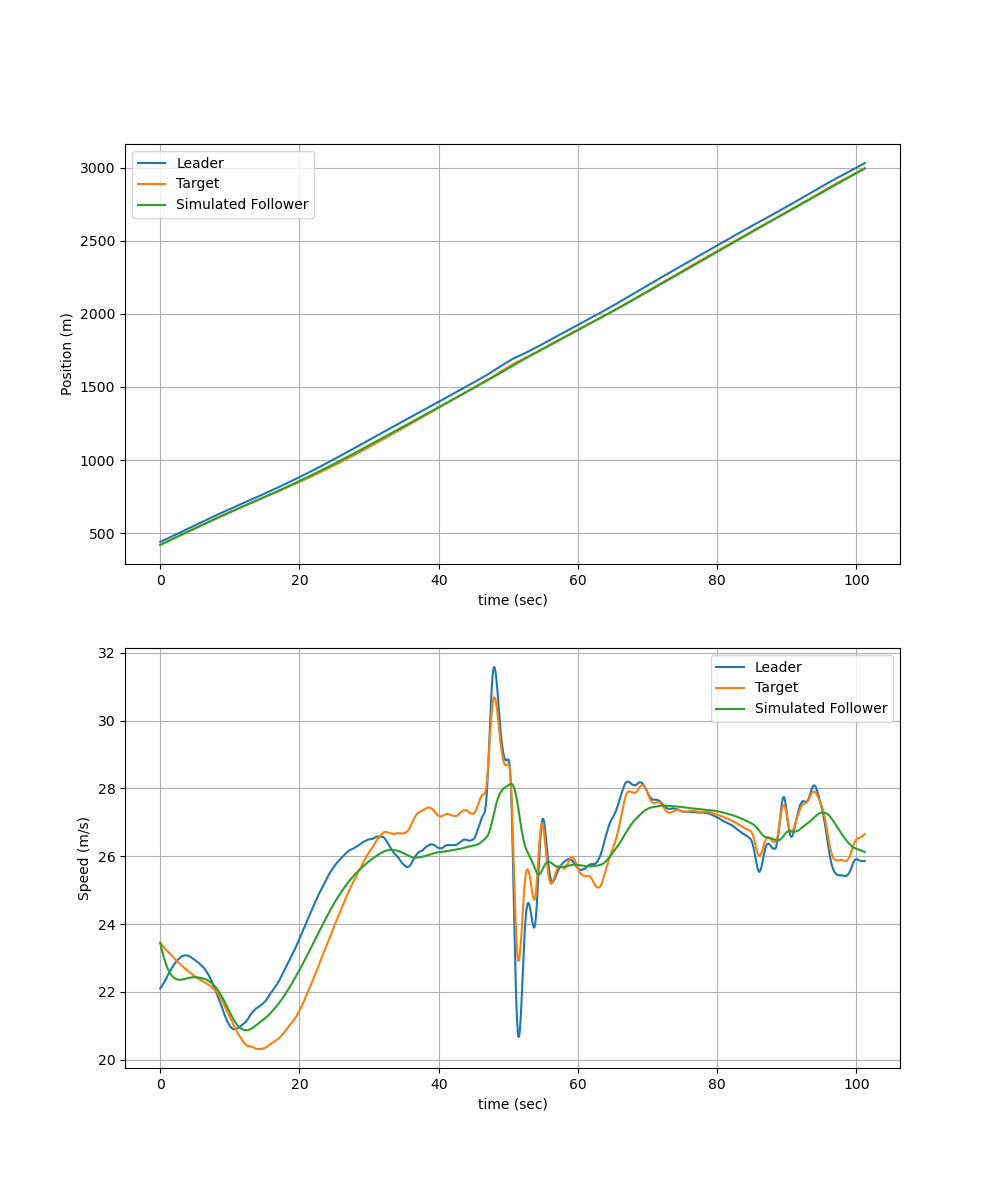 Leader
Target
Simulated Follower
3000
2500
2000
1500
1000
500
Position (m)
0 20 40 60 80 100
time (sec)
Leader
Target
Simulated Follower
32
30
28
26
24
22
20
Speed (m/s)
0 20 40 60 80 100
time (sec)